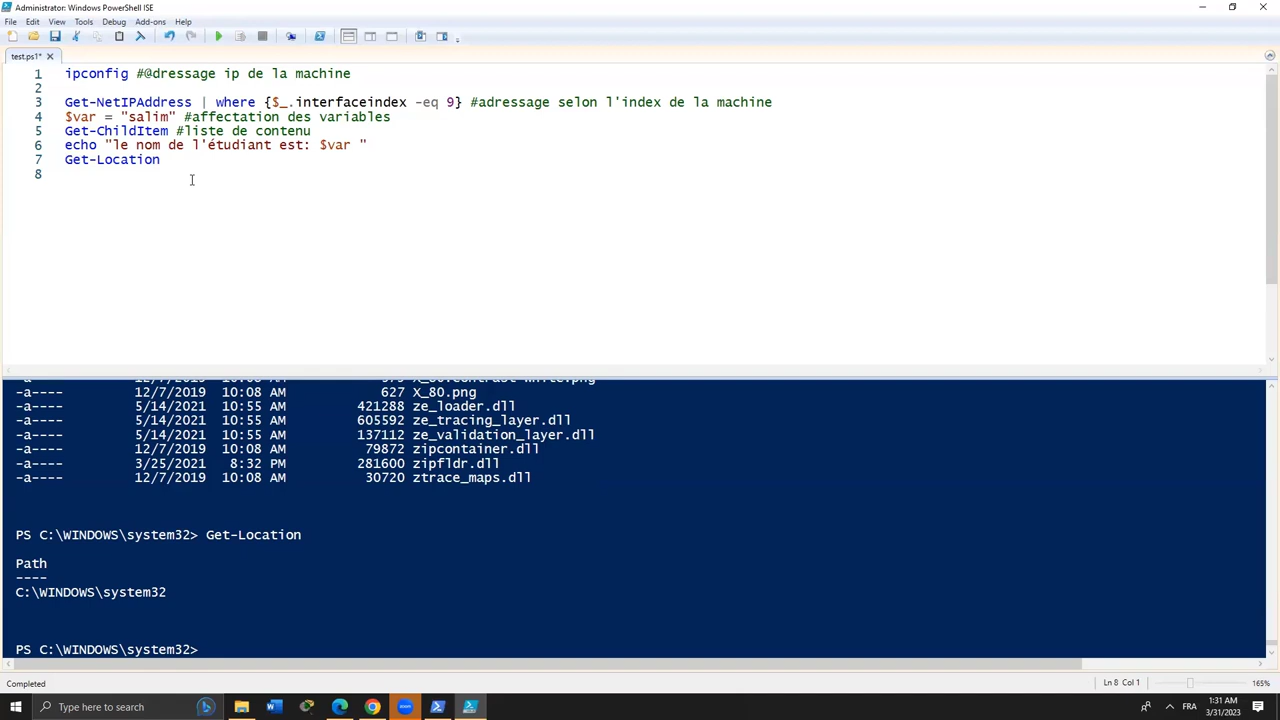 Administrator: Windows PowerShell ISE
File Edit View Tools Debug Add-ons Help
test.ps1*
1 ipconfig #@dressage ip de la machine
2
3 Get-NetIPAddress | where {$_.interfaceindex -eq 9} #adressage selon l'index de la machine
4 $var = "salim" #affectation des variables
5 Get-ChildItem #liste de contenu
6 echo "le nom de l'étudiant est: $var "
7 Get-Location
8
-a---- 12/7/2019 10:08 AM 627 X_80.png
-a---- 5/14/2021 10:55 AM 421288 ze_loader.dll
-a---- 5/14/2021 10:55 AM 605592 ze_tracing_layer.dll
-a---- 5/14/2021 10:55 AM 137112 ze_validation_layer.dll
-a---- 12/7/2019 10:08 AM 79872 zipcontainer.dll
-a---- 3/25/2021 8:32 PM 281600 zipfldr.dll
-a---- 12/7/2019 10:08 AM 30720 ztrace_maps.dll
PS C:\WINDOWS\system32> Get-Location
Path
----
C:\WINDOWS\system32
PS C:\WINDOWS\system32>
Completed Ln 8 Col 1 165%
Type here to search FRA 1:31 AM
3/31/2023